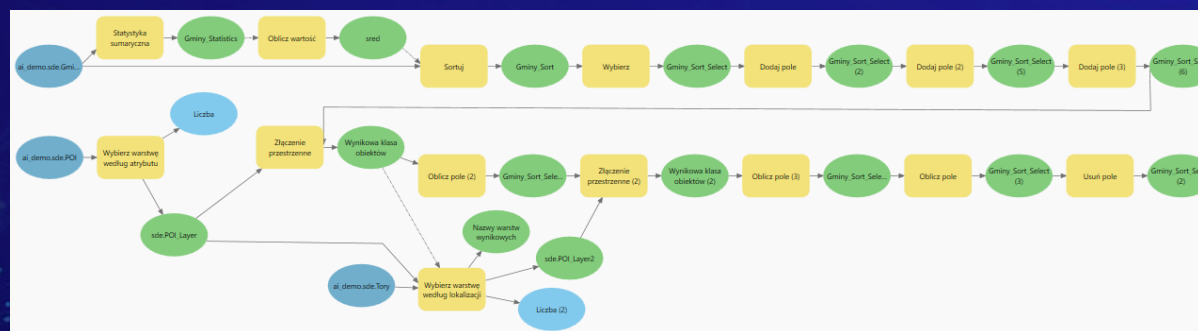 Statystyka
sumaryczna
Gminy_Statistics
Oblicz wartość
sred
ai_demo.sde.Gmi...
Sortuj
Gminy_Sort
Wybierz
Gminy_Sort_Select
Dodaj pole
Gminy_Sort_Select
(2)
Dodaj pole (2)
Gminy_Sort_Select
(5)
Dodaj pole (3)
Gminy_Sort_S
(6)
Liczba
ai_demo.sde.POI
Wybierz warstwę
według atrybutu
Złączenie
przestrzenne
Wynikowa klasa
obiektów
Oblicz pole (2)
Gminy_Sort_Sele...
Złączenie
przestrzenne (2)
Wynikowa klasa
obiektów (2)
Oblicz pole (3)
Gminy_Sort_Sele...
Oblicz pole
Gminy_Sort_Select
(3)
Usuń pole
Gminy_Sort_Se
(2)
sde.POI_Layer
Nazwy warstw
wynikowych
sde.POI_Layer2
ai_demo.sde.Tory
Wybierz warstwę
według lokalizacji
Liczba (2)